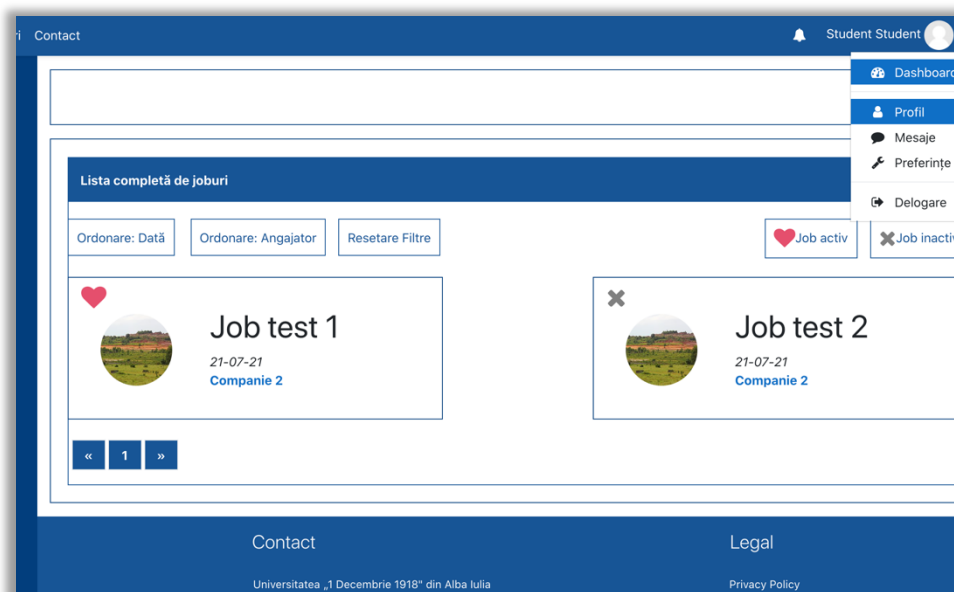 Contact
Student Student
Dashboard
Profil
Mesaje
Preferințe
Delogare
Lista completă de joburi
Ordonare: Dată
Ordonare: Angajator
Resetare Filtre
Job activ
Job inactiv
Job test 1
21-07-21
Companie 2
Job test 2
21-07-21
Companie 2
«
1
»
Contact
Legal
Universitatea „1 Decembrie 1918" din Alba Iulia
Privacy Policy